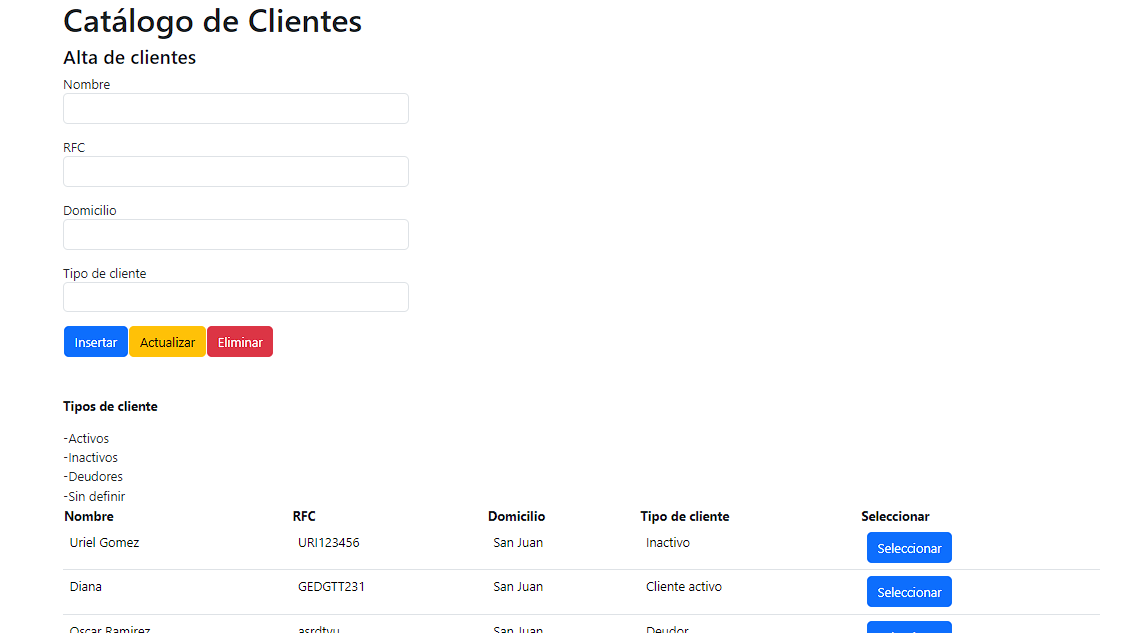 Catálogo de Clientes
Alta de clientes
Nombre
RFC
Domicilio
Tipo de cliente
Insertar Actualizar Eliminar
Tipos de cliente
-Activos
-Inactivos
-Deudores
-Sin definir
Nombre RFC Domicilio Tipo de cliente Seleccionar
Uriel Gomez URI123456 San Juan Inactivo Seleccionar
Diana GEDGTT231 San Juan Cliente activo Seleccionar
Oscar Ramirez asrdtyu San Juan Deudor